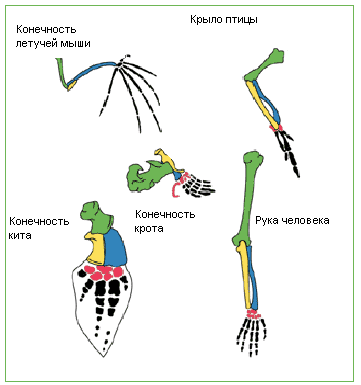 Конечность
летучей мыши
Крыло птицы
Конечность
кита
Конечность
крота
Рука человека